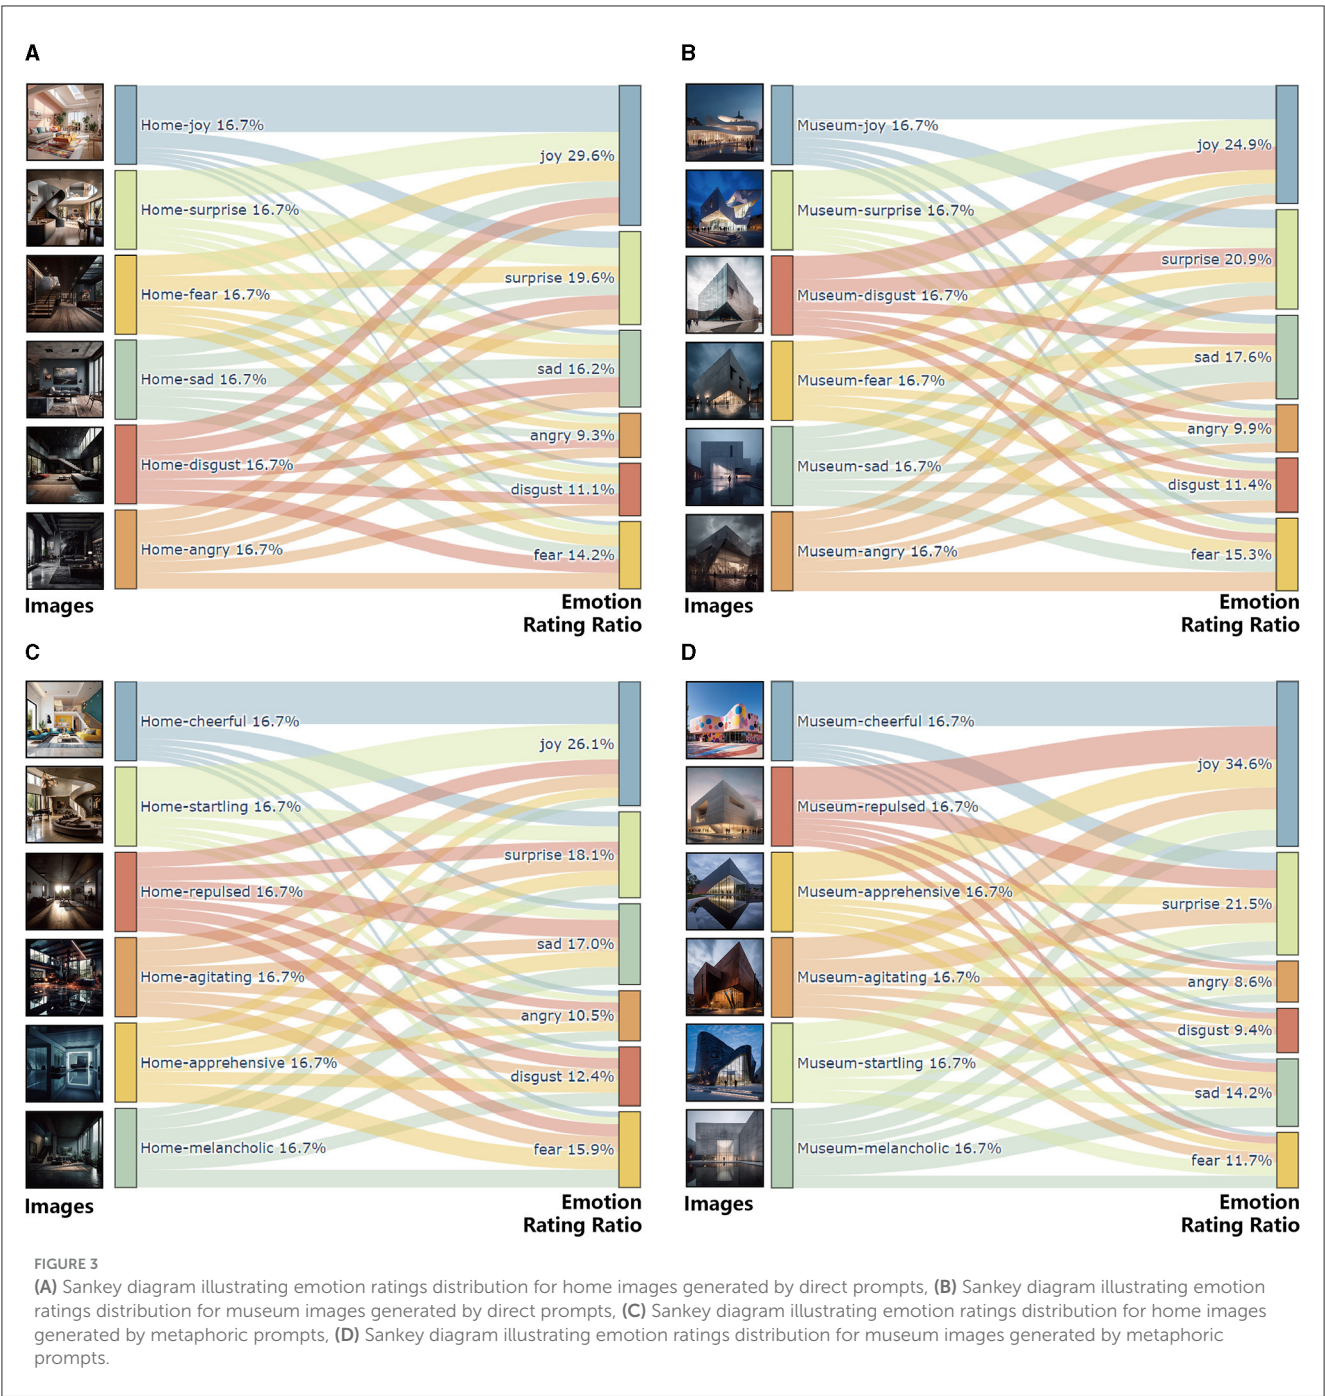 A
Home-joy 16.7%
Home-surprise 16.7%
Home-fear 16.7%
Home-sad 16.7%
Home-disgust 16.7%
Home-angry 16.7%
joy 29.6%
surprise 19.6%
sad 16.2%
angry 9.3%
disgust 11.1%
fear 14.2%
Images
Emotion
Rating Ratio
B
Museum-joy 16.7%
Museum-surprise 16.7%
Museum-disgust 16.7%
Museum-fear 16.7%
Museum-sad 16.7%
Museum-angry 16.7%
joy 24.9%
surprise 20.9%
sad 17.6%
angry 9.9%
disgust 11.4%
fear 15.3%
Images
Emotion
Rating Ratio
C
Home-cheerful 16.7%
Home-startling 16.7%
Home-repulsed 16.7%
Home-agitating 16.7%
Home-apprehensive 16.7%
Home-melancholic 16.7%
joy 26.1%
surprise 18.1%
sad 17.0%
angry 10.5%
disgust 12.4%
fear 15.9%
Images
Emotion
Rating Ratio
D
Museum-cheerful 16.7%
Museum-repulsed 16.7%
Museum-apprehensive 16.7%
Museum-agitating 16.7%
Museum-startling 16.7%
Museum-melancholic 16.7%
joy 34.6%
surprise 21.5%
angry 8.6%
disgust 9.4%
sad 14.2%
fear 11.7%
Images
Emotion
Rating Ratio
FIGURE 3
(A) Sankey diagram illustrating emotion ratings distribution for home images generated by direct prompts, (B) Sankey diagram illustrating emotion
ratings distribution for museum images generated by direct prompts, (C) Sankey diagram illustrating emotion ratings distribution for home images
generated by metaphoric prompts, (D) Sankey diagram illustrating emotion ratings distribution for museum images generated by metaphoric
prompts.